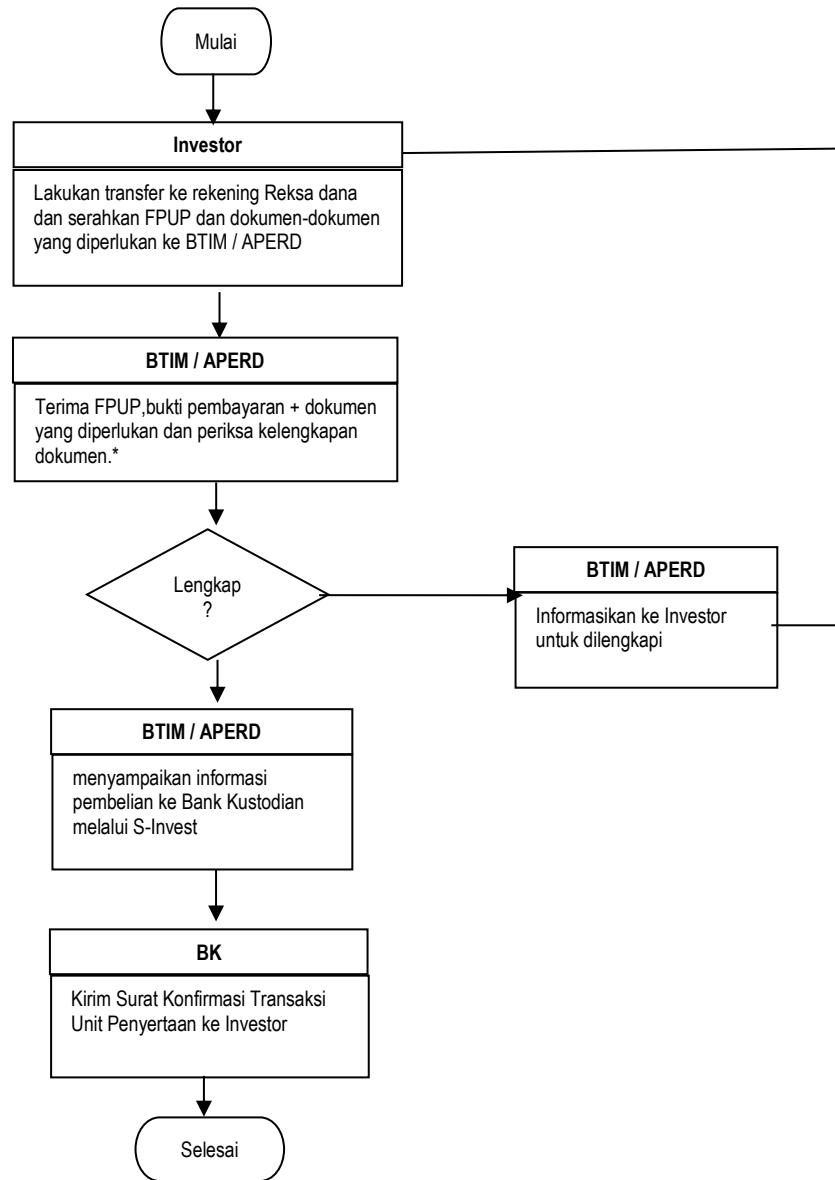 Mulai
Investor
Lakukan transfer ke rekening Reksa dana
dan serahkan FPUP dan dokumen-dokumen
yang diperlukan ke BTIM / APERD
BTIM / APERD
Terima FPUP,bukti pembayaran + dokumen
yang diperlukan dan periksa kelengkapan
dokumen.*
Lengkap
?
BTIM / APERD
Informasikan ke Investor
untuk dilengkapi
BTIM / APERD
menyampaikan informasi
pembelian ke Bank Kustodian
melalui S-Invest
BK
Kirim Surat Konfirmasi Transaksi
Unit Penyertaan ke Investor
Selesai